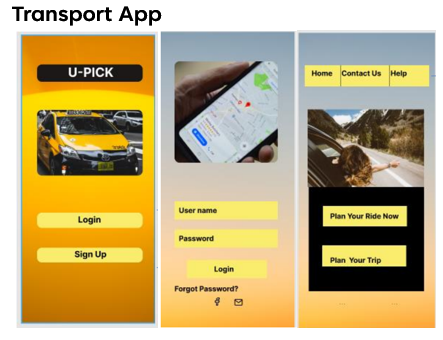 Transport App
U-PICK
Login
Sign Up
User name
Password
Login
Forgot Password?
Home Contact Us Help
Plan Your Ride Now
Plan Your Trip